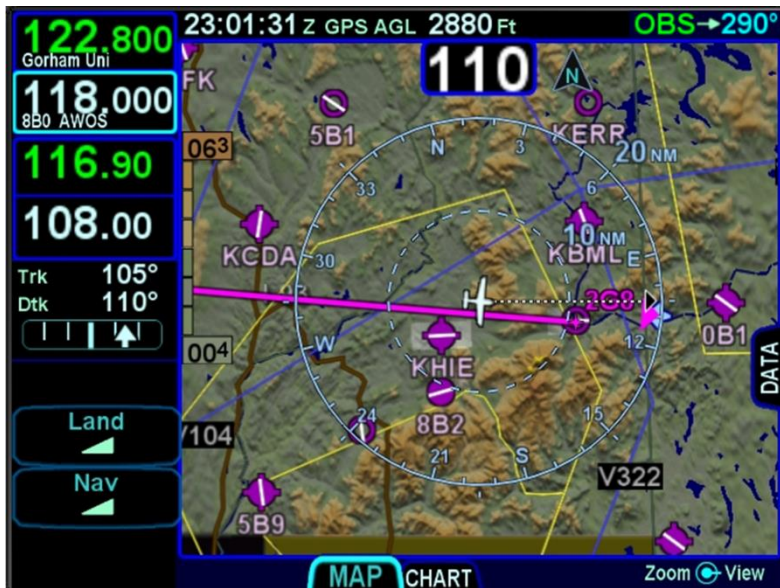 122.800
Gorham Uni
118.000
8B0 AWOS
116.90
108.00
Trk 105°
Dtk 110°
Land
Nav
23:01:31 Z GPS AGL 2880 Ft
OBS→290°
110
N
5B1
KERR
20 NM
063
N
3
33
6
KCDA
10 NM
KBML
30
E
2G8
0B1
W
12
KHIE
004
8B2
24
15
V104
21
S
V322
5B9
DATA
MAP
CHART
Zoom View